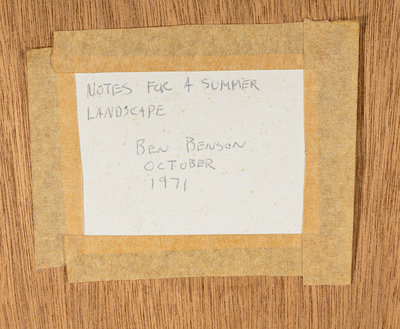 NOTES FOR A SUMMER
LANDSCAPE
BEN BENSON
OCTOBER
1971